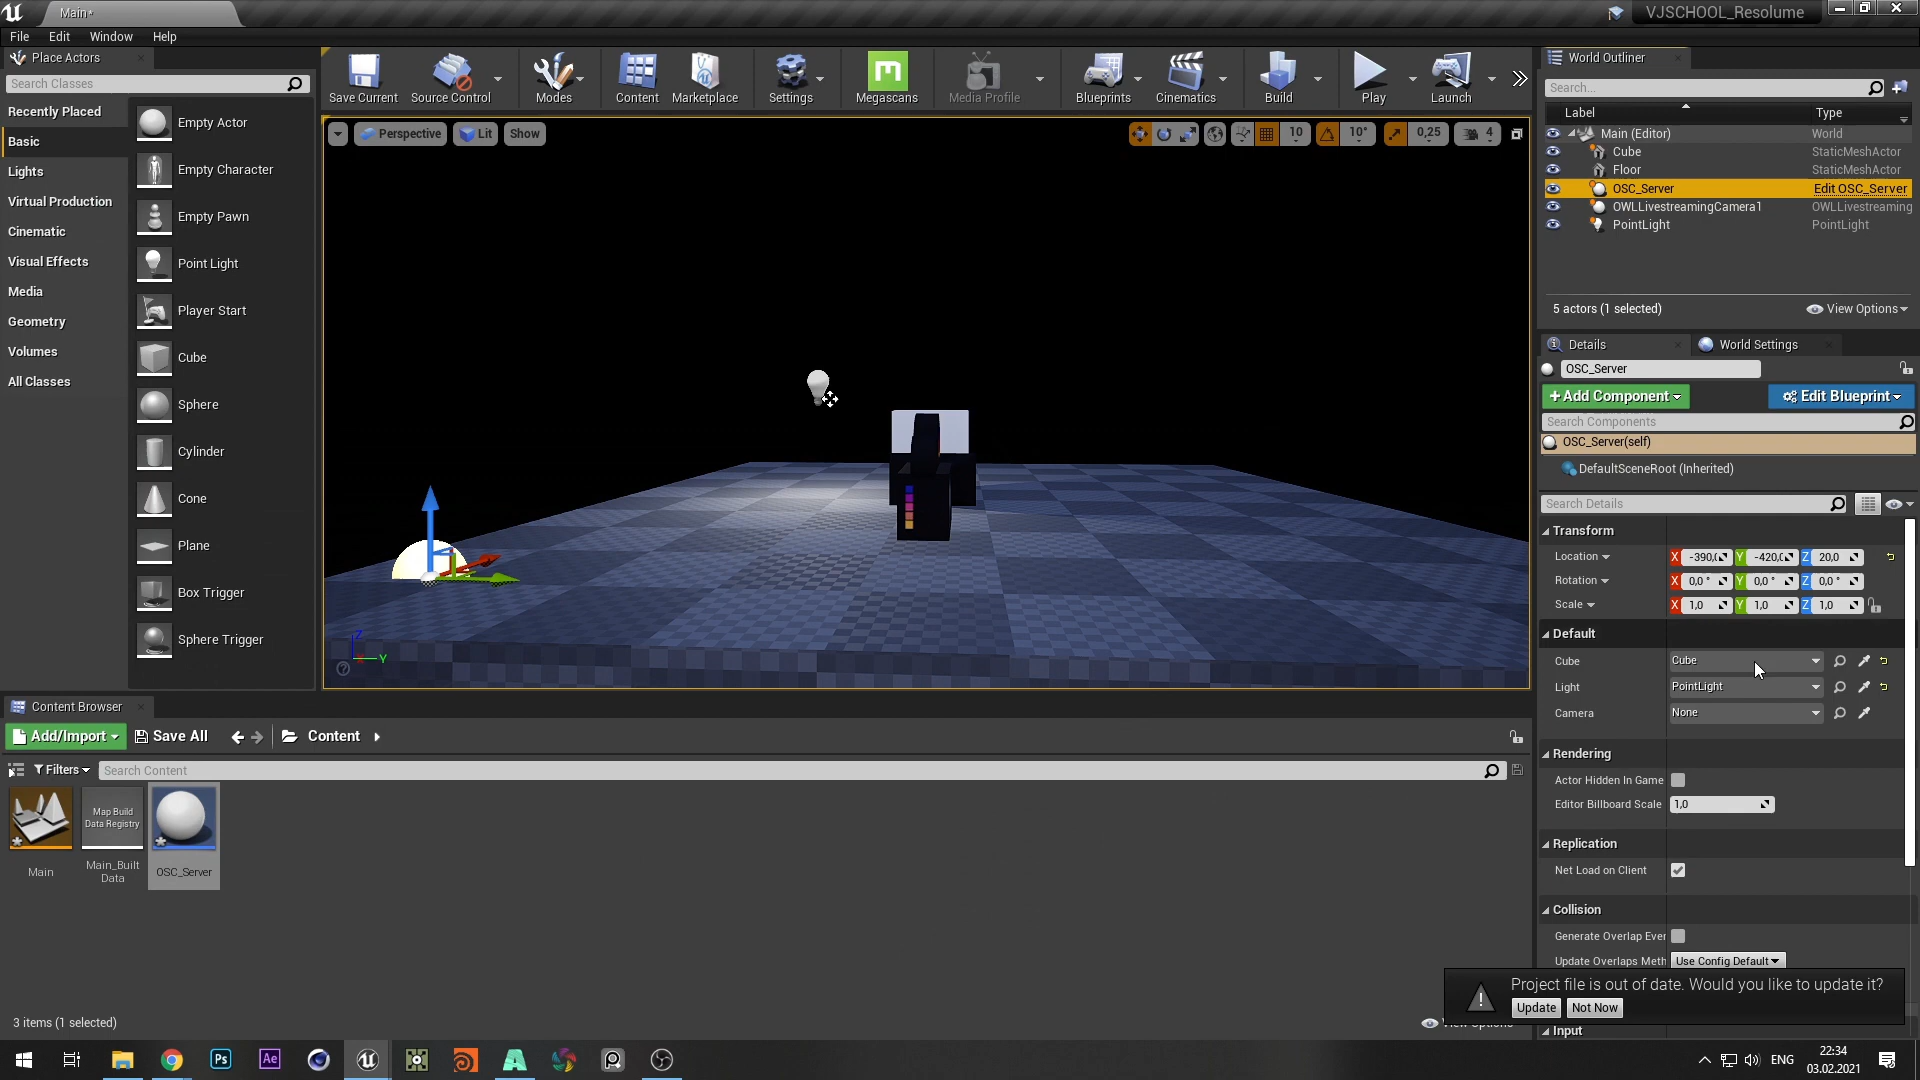 Main*
VJSCHOOL_Resolume
File Edit Window Help
Place Actors
Search Classes
Recently Placed
Basic
Lights
Virtual Production
Cinematic
Visual Effects
Media
Geometry
Volumes
All Classes
Empty Actor
Empty Character
Empty Pawn
Point Light
Player Start
Cube
Sphere
Cylinder
Cone
Plane
Box Trigger
Sphere Trigger
Save Current
Source Control
Modes
Content
Marketplace
Settings
Megascans
Media Profile
Blueprints
Cinematics
Build
Play
Launch
Perspective Lit Show
10 10° 0,25 4
Z
Y
World Outliner
Search...
Label Type
Main (Editor) World
Cube StaticMeshActor
Floor StaticMeshActor
OSC_Server Edit OSC_Server
OWLLivestreamingCamera1 OWLLivestreaming
PointLight PointLight
5 actors (1 selected) View Options
Details World Settings
OSC_Server
+Add Component Edit Blueprint
Search Components
OSC_Server(self)
DefaultSceneRoot (Inherited)
Search Details
Transform
Location X -390,( Y -420,( Z 20,0
Rotation X 0,0 ° Y 0,0 ° Z 0,0 °
Scale X 1,0 Y 1,0 Z 1,0
Default
Cube Cube
Light PointLight
Camera None
Rendering
Actor Hidden In Game
Editor Billboard Scale 1,0
Replication
Net Load on Client
Collision
Generate Overlap Ever
Update Overlaps Meth Use Config Default
Input
Project file is out of date. Would you like to update it?
Update Not Now
Content Browser
Add/Import Save All Content
Filters Search Content
Main
Map Build
Data Registry
Main_Built
Data
OSC_Server
3 items (1 selected)
Ps
Ae
ENG
22:34
03.02.2021